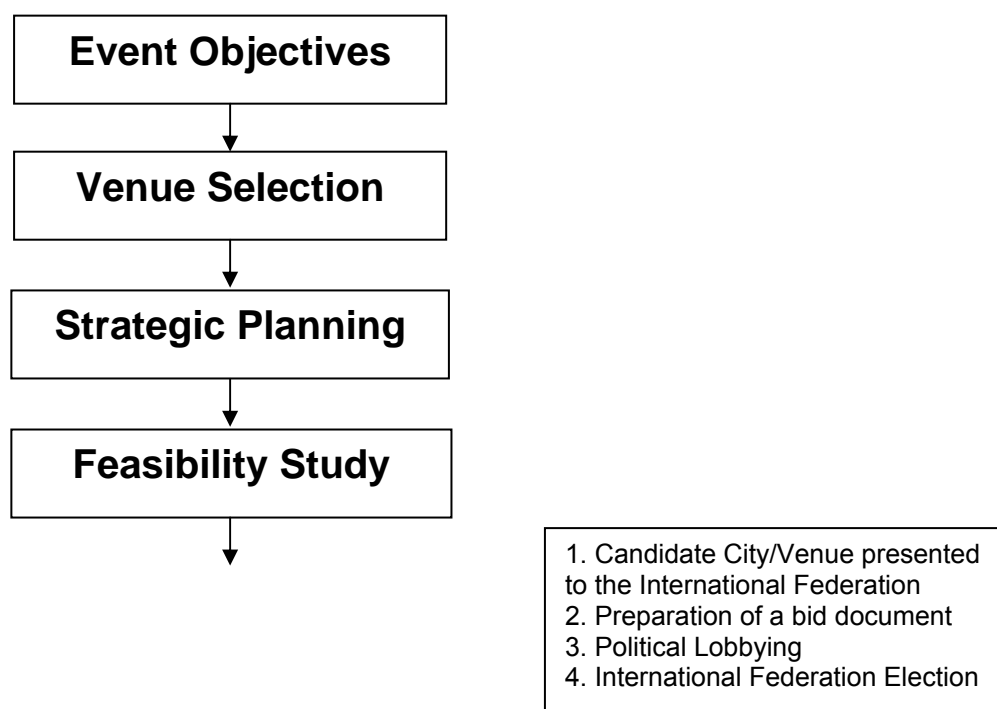 Event Objectives
Venue Selection
Strategic Planning
Feasibility Study
1. Candidate City/Venue presented
to the International Federation
2. Preparation of a bid document
3. Political Lobbying
4. International Federation Election